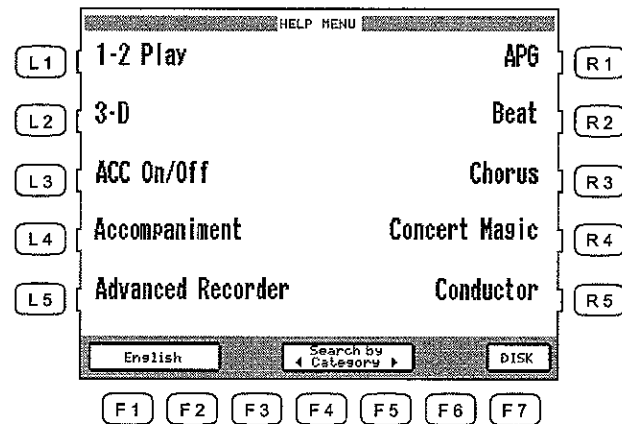 HELP MENU
L1 1-2 Play APG R1
L2 3-D Beat R2
L3 ACC On/Off Chorus R3
L4 Accompaniment Concert Magic R4
L5 Advanced Recorder Conductor R5
English Search by DISK
◀ Category ▶
F1 F2 F3 F4 F5 F6 F7